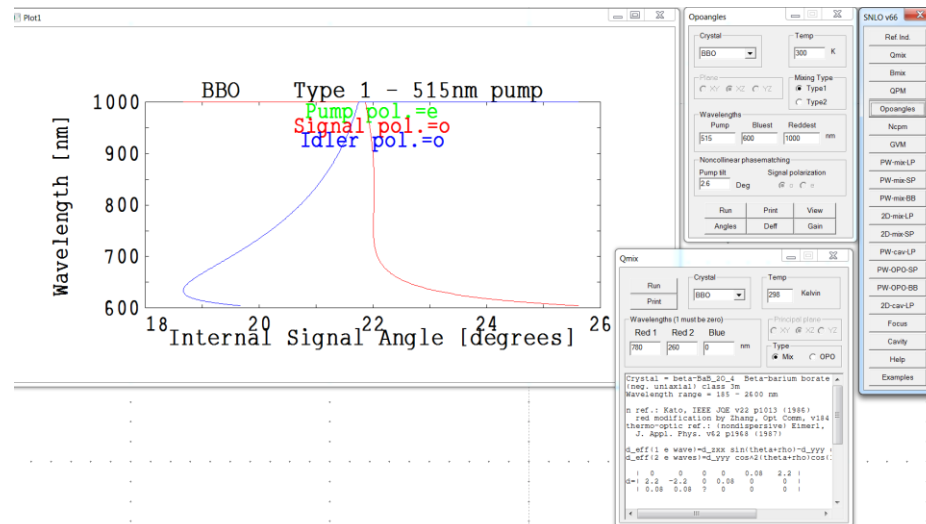 Plot1
BBO Type 1 - 515nm pump
Pump pol.=e
Signal pol.=o
Idler pol.=o
Wavelength [nm]
1000
900
800
700
600
18 20 22 24 26
Internal Signal Angle [degrees]
Opoangles
Crystal
BBO
Temp
300 K
Plane
XY XZ YZ
Mixing Type
Type1
Type2
Wavelengths
Pump Bluest Reddest
515 600 1000 nm
Noncollinear phasematching
Pump tilt Signal polarization
2.6 Deg
Run Print View
Angles Deff Gain
Qmix
Run
Print
Crystal
BBO
Temp
298 Kelvin
Wavelengths (1 must be zero)
Red 1 Red 2 Blue
780 260 0 nm
Principal plane
XY XZ YZ
Type
Mix OPO
Crystal = beta-BaB_2O_4 Beta-barium borate
(neg. uniaxial) class 3m
Wavelength range = 185 - 2600 nm
n ref.: Kato, IEEE JQE v22 p1013 (1986)
red modification by Zhang, Opt Comm, v184
thermo-optic ref.: (nondispersive) Eimerl,
J. Appl. Phys. v62 p1968 (1987)
d_eff(1 e wave)=d_zxx sin(theta+rho)-d_yyy
d_eff(2 e waves)=d_yyy cos^2(theta+rho)cos(
| 0 0 0 0 0.08 2.2 |
d=| 2.2 -2.2 0 0.08 0 0 |
| 0.08 0.08 ? 0 0 0 |
SNLO v66
Ref. Ind.
Qmix
Bmix
QPM
Opoangles
Ncpm
GVM
PW-mix-LP
PW-mix-SP
PW-mix-BB
2D-mix-LP
2D-mix-SP
PW-cav-LP
PW-OPO-SP
PW-OPO-BB
2D-cav-LP
Focus
Cavity
Help
Examples